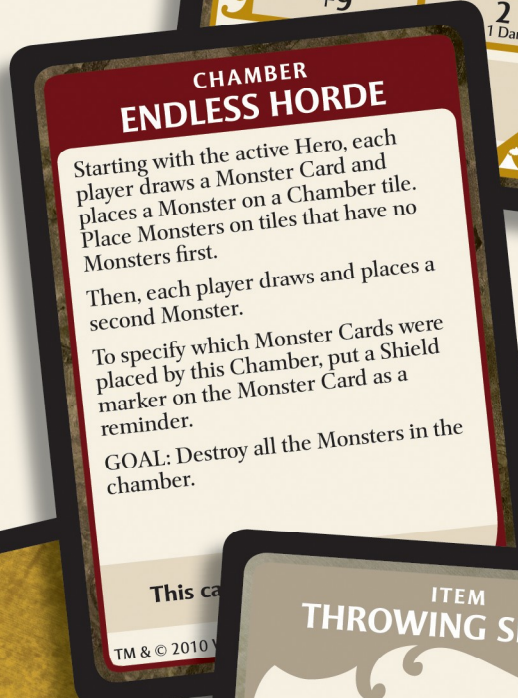 9
2
1
CHAMBER
ENDLESS HORDE
Starting with the active Hero, each
player draws a Monster Card and
places a Monster on a Chamber tile.
Place Monsters on tiles that have no
Monsters first.
Then, each player draws and places a
second Monster.
To specify which Monster Cards were
placed by this Chamber, put a Shield
marker on the Monster Card as a
reminder.
GOAL: Destroy all the Monsters in the
chamber.
This
TM & © 2010
ITEM
THROWING